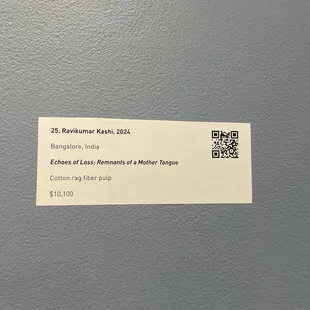 25. Ravikumar Kashi, 2024
Bangalore, India
Echoes of Loss: Remnants of a Mother Tongue
Cotton rag fiber pulp
$10,100